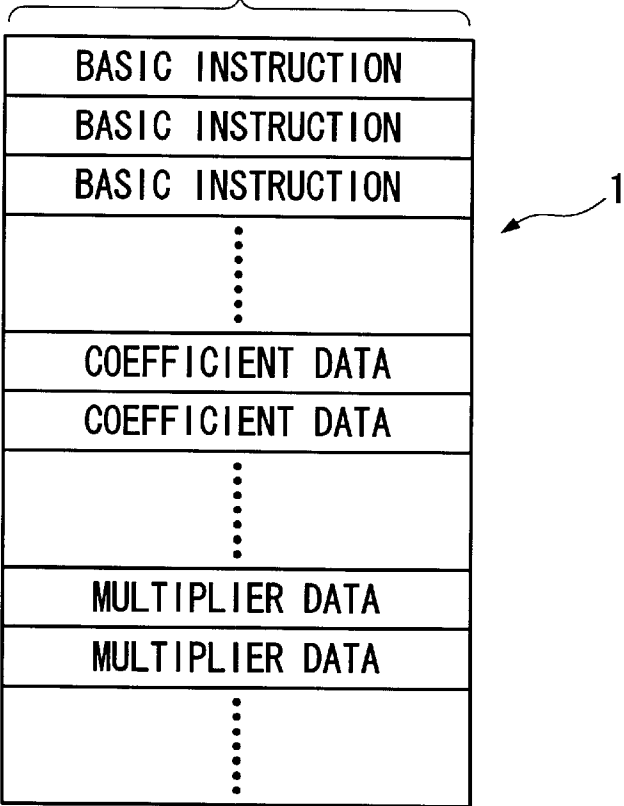 BASIC INSTRUCTION
BASIC INSTRUCTION
BASIC INSTRUCTION
1
COEFFICIENT DATA
COEFFICIENT DATA
MULTIPLIER DATA
MULTIPLIER DATA